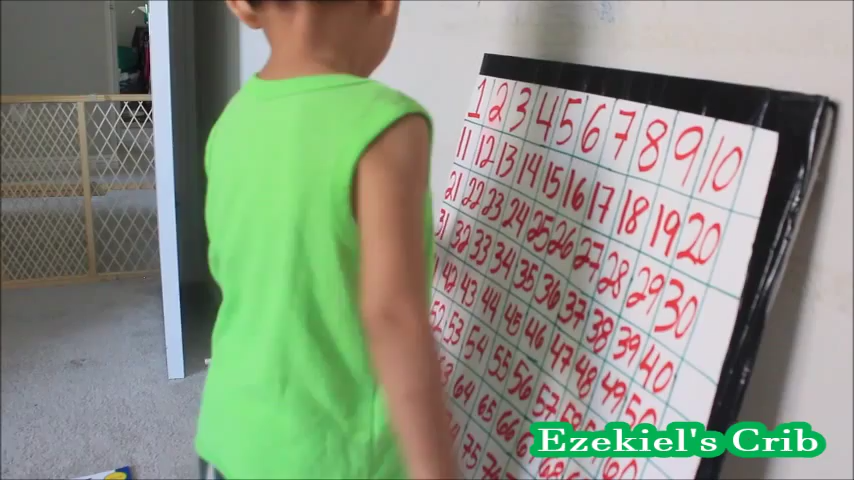 1 2 3 4 5 6 7 8 9 10
11 12 13 14 15 16 17 18 19 20
21 22 23 24 25 26 27 28 29 30
31 32 33 34 35 36 37 38 39 40
42 43 44 45 46 47 48 49 50
52 53 54 55 56 57 58 60
64 65 66
75 76
Ezekiel's Crib